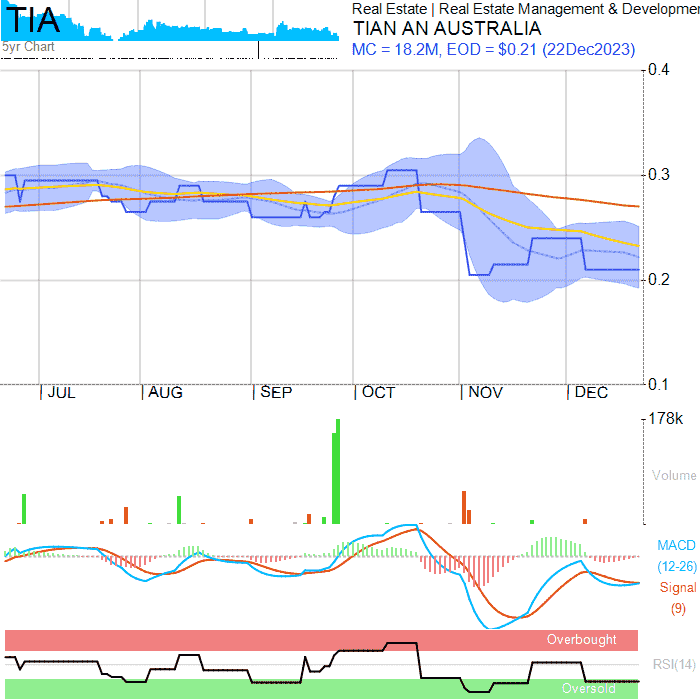 TIA
5yr Chart
Real Estate | Real Estate Management & Developmen
TIAN AN AUSTRALIA
MC = 18.2M, EOD = $0.21 (22Dec2023)
0.4
0.3
0.2
0.1
JUL AUG SEP OCT NOV DEC
178k
Volume
MACD
(12-26)
Signal
(9)
Overbought
RSI(14)
Oversold